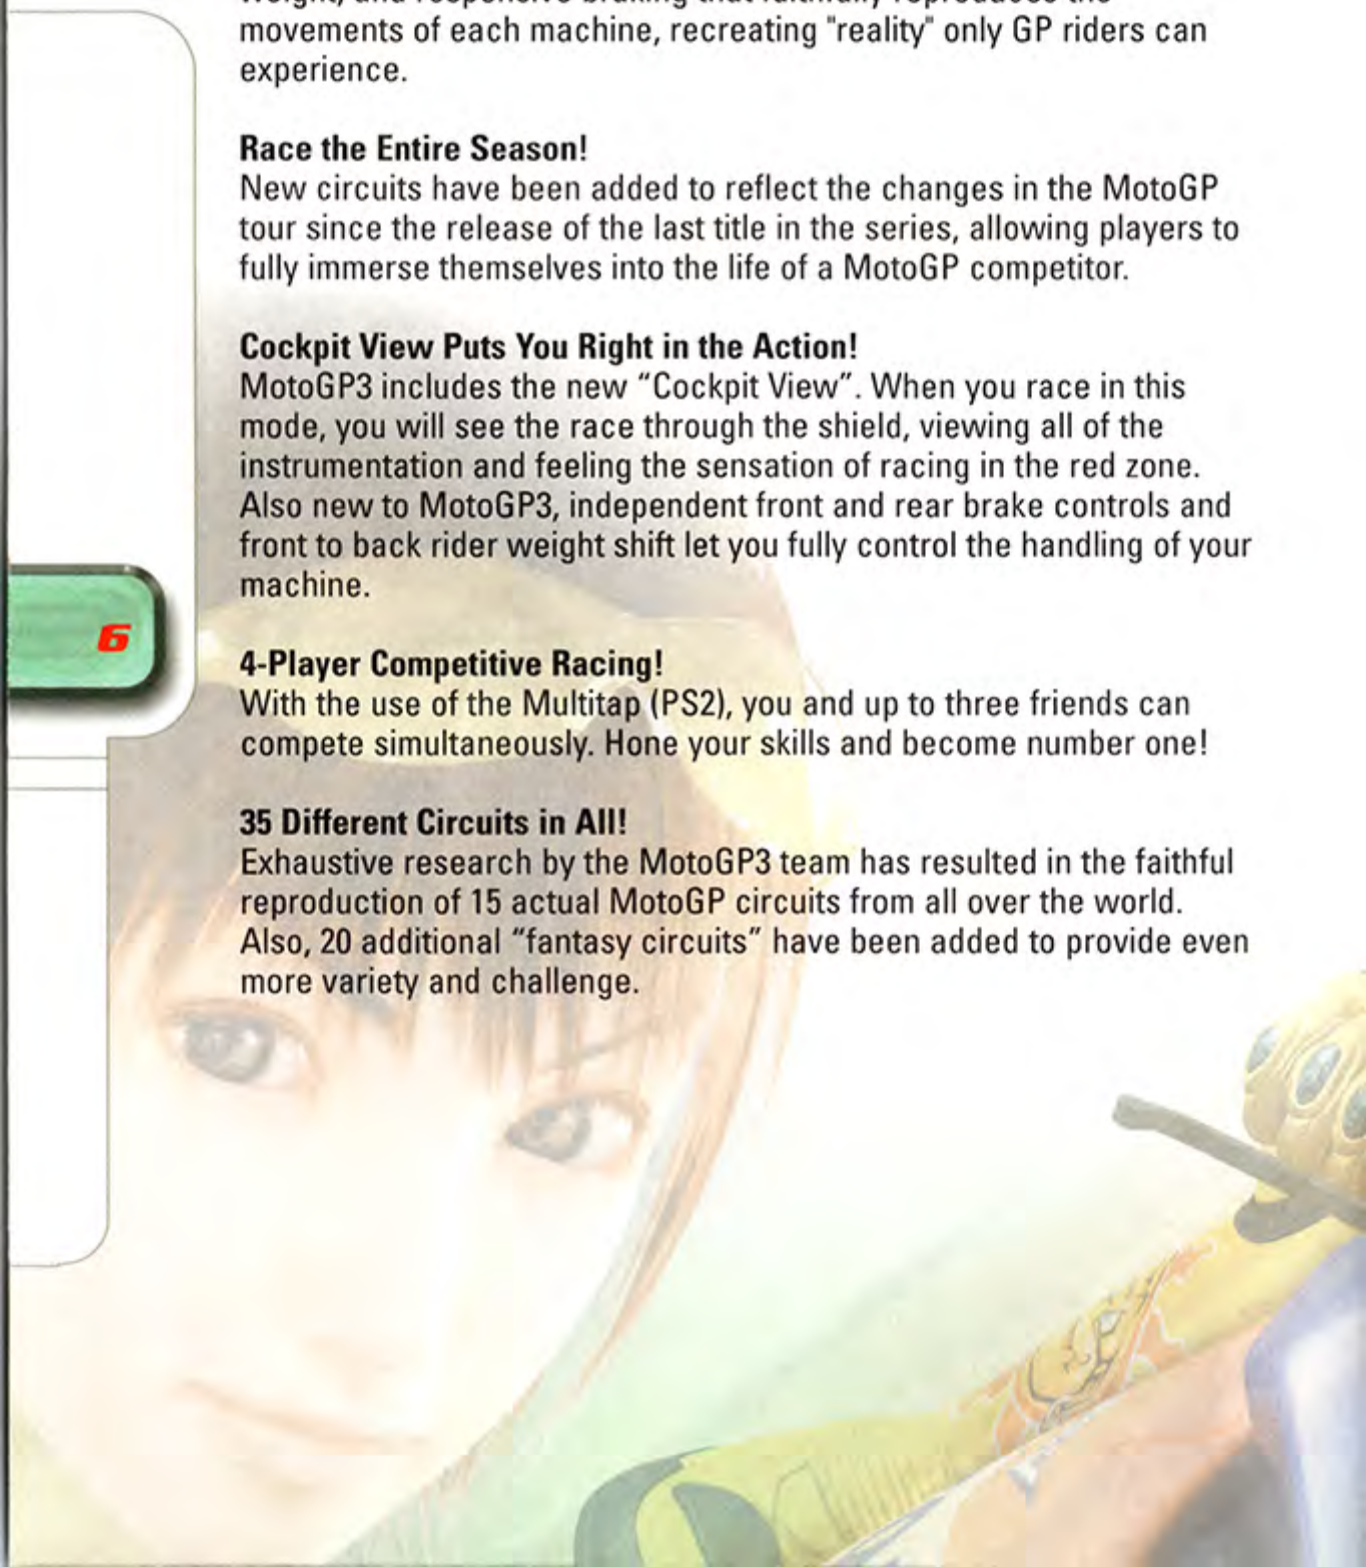 movements of each machine, recreating "reality" only GP riders can
experience.
Race the Entire Season!
New circuits have been added to reflect the changes in the MotoGP
tour since the release of the last title in the series, allowing players to
fully immerse themselves into the life of a MotoGP competitor.
Cockpit View Puts You Right in the Action!
MotoGP3 includes the new “Cockpit View”. When you race in this
mode, you will see the race through the shield, viewing all of the
instrumentation and feeling the sensation of racing in the red zone.
Also new to MotoGP3, independent front and rear brake controls and
front to back rider weight shift let you fully control the handling of your
machine.
6
4-Player Competitive Racing!
With the use of the Multitap (PS2), you and up to three friends can
compete simultaneously. Hone your skills and become number one!
35 Different Circuits in All!
Exhaustive research by the MotoGP3 team has resulted in the faithful
reproduction of 15 actual MotoGP circuits from all over the world.
Also, 20 additional “fantasy circuits” have been added to provide even
more variety and challenge.